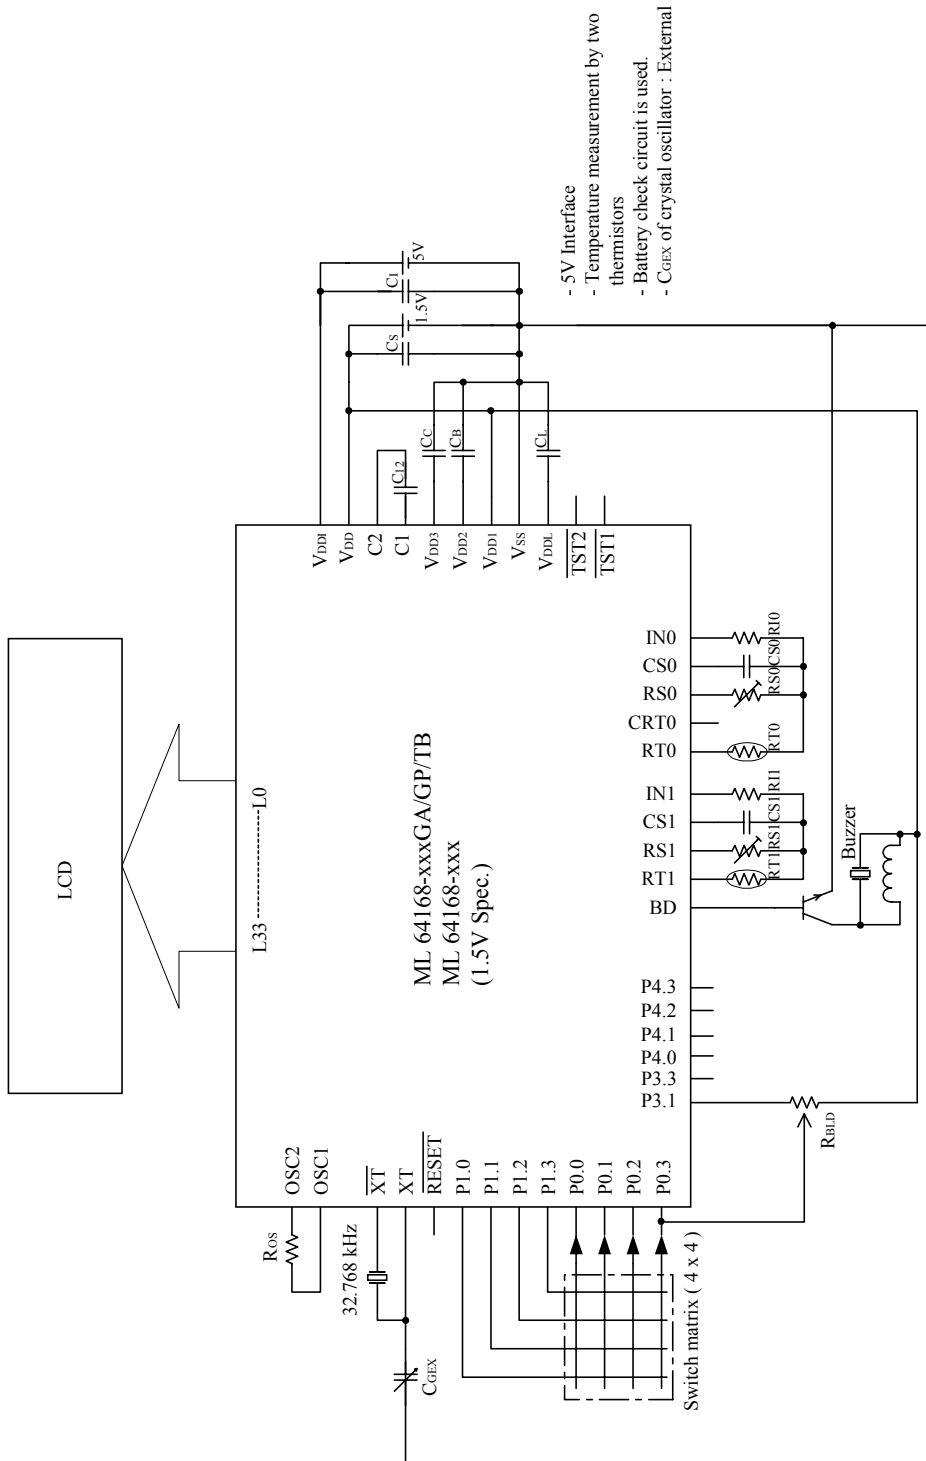 LCD
L33 ---------- L0
ML 64168-xxxGA/GP/TB
ML 64168-xxx
(1.5V Spec.)
OSC2
OSC1
XT
XT
RESET
P1.0
P1.1
P1.2
P1.3
P0.0
P0.1
P0.2
P0.3
ROS
32.768 kHz
CGEX
Switch matrix ( 4 x 4 )
VDDI
VDD
C2
C1
VDD3
VDD2
VDD1
VSS
VDDL
TST2
TST1
C12
CC
CB
CL
CS
1.5V
CI
5V
P3.1
P3.3
P4.0
P4.1
P4.2
P4.3
BD
RT1
RS1
CS1
IN1
RT0
CRT0
RS0
CS0
IN0
RBLD
Buzzer
RT1 RS1 CS1 RI1
RT0
RS0 CS0 RI0
- 5V Interface
- Temperature measurement by two
thermistors
- Battery check circuit is used.
- CGEX of crystal oscillator : External